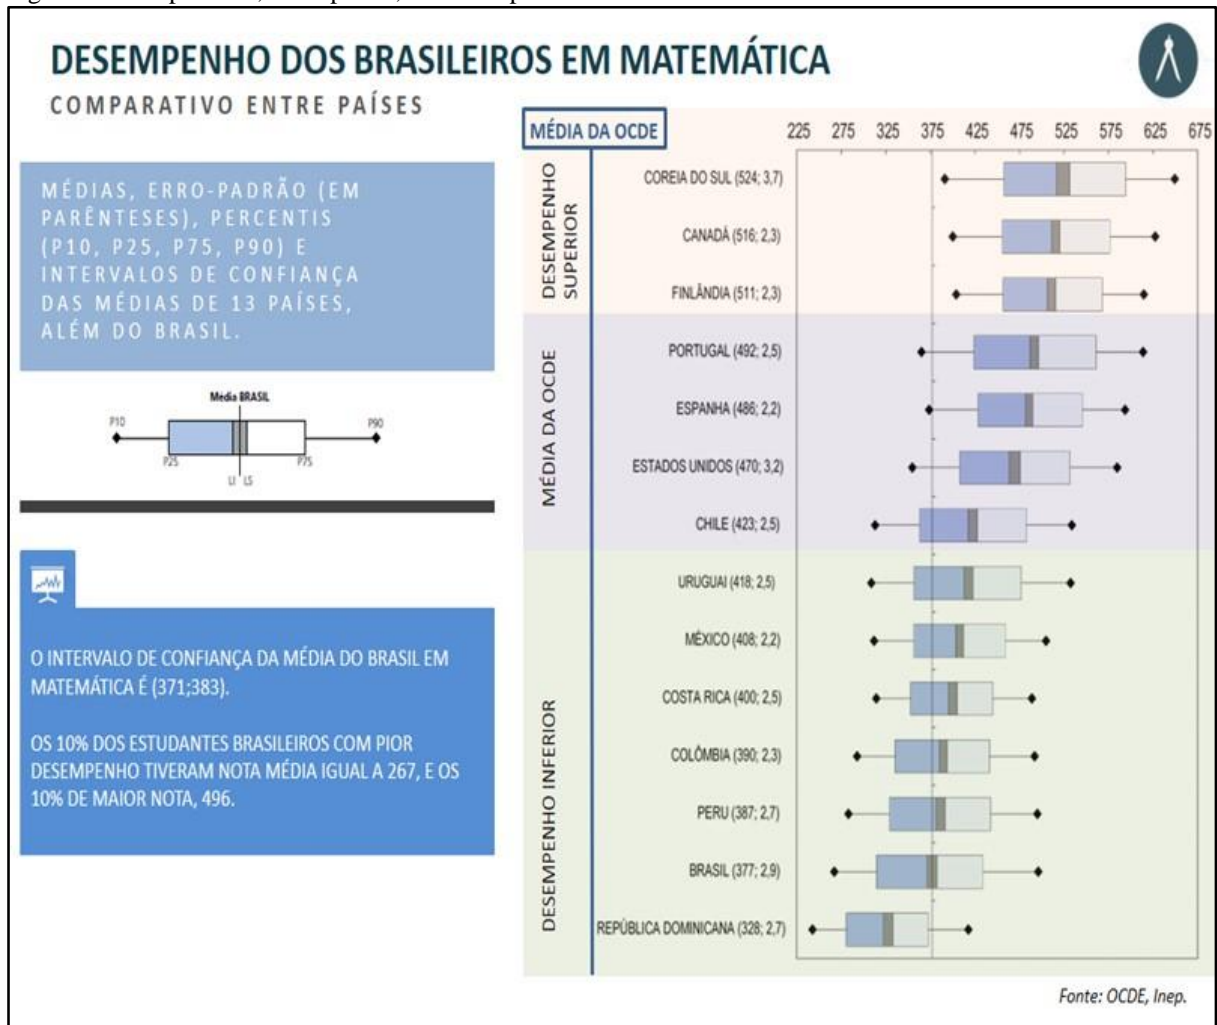 DESEMPENHO DOS BRASILEIROS EM MATEMÁTICA
COMPARATIVO ENTRE PAÍSES
MÉDIAS, ERRO-PADRÃO (EM
PARÊNTESES), PERCENTIS
(P10, P25, P75, P90) E
INTERVALOS DE CONFIANÇA
DAS MÉDIAS DE 13 PAÍSES,
ALÉM DO BRASIL.
Média BRASIL
P10
P90
P25
P75
LI LS
O INTERVALO DE CONFIANÇA DA MÉDIA DO BRASIL EM
MATEMÁTICA É (371;383).
OS 10% DOS ESTUDANTES BRASILEIROS COM PIOR
DESEMPENHO TIVERAM NOTA MÉDIA IGUAL A 267, E OS
10% DE MAIOR NOTA, 496.
MÉDIA DA OCDE
225 275 325 375 425 475 525 575 625 675
DESEMPENHO
SUPERIOR
COREIA DO SUL (524; 3,7)
CANADÁ (516; 2,3)
FINLÂNDIA (511; 2,3)
MÉDIA DA OCDE
PORTUGAL (492; 2,5)
ESPANHA (486; 2,2)
ESTADOS UNIDOS (470; 3,2)
CHILE (423; 2,5)
DESEMPENHO INFERIOR
URUGUAI (418; 2,5)
MÉXICO (408; 2,2)
COSTA RICA (400; 2,5)
COLÔMBIA (390; 2,3)
PERU (387; 2,7)
BRASIL (377; 2,9)
REPÚBLICA DOMINICANA (328; 2,7)
Fonte: OCDE, Inep.